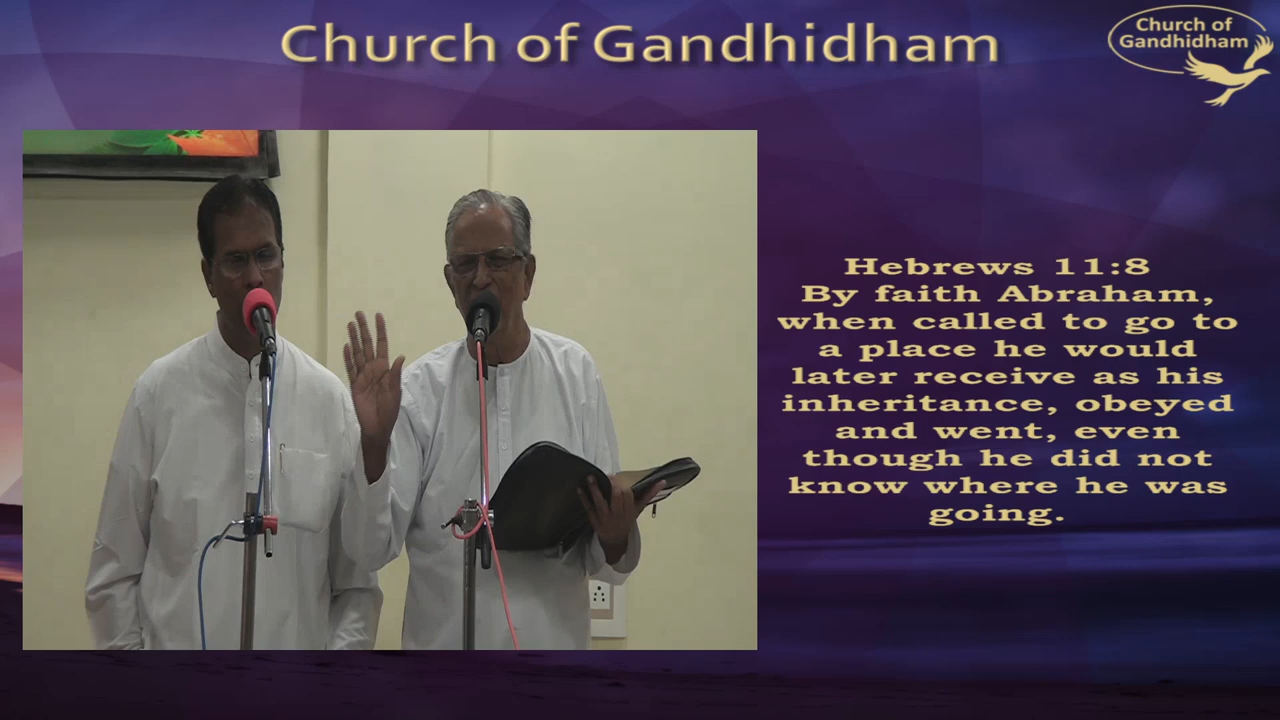 Church of Gandhidham
Church of
Gandhidham
Hebrews 11:8
By faith Abraham,
when called to go to
a place he would
later receive as his
inheritance, obeyed
and went, even
though he did not
know where he was
going.